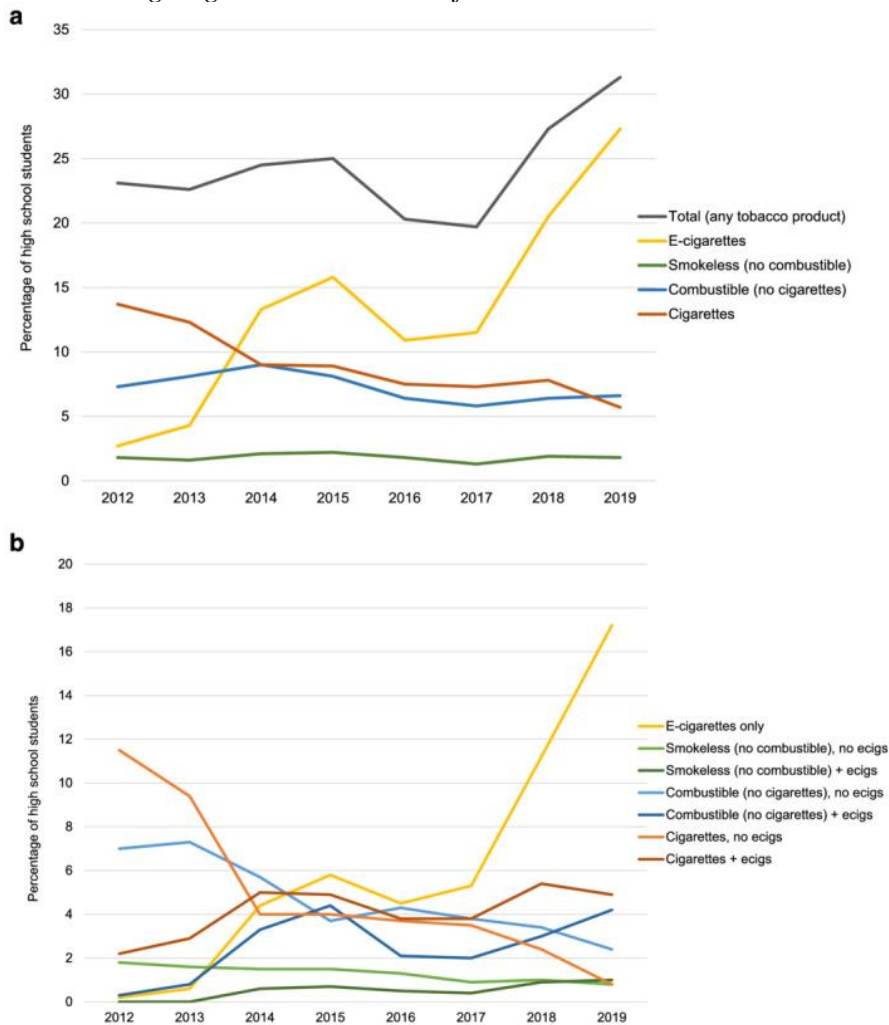 a
35
30
25
20
15
10
5
0
Percentage of high school students
2012 2013 2014 2015 2016 2017 2018 2019
Total (any tobacco product)
E-cigarettes
Smokeless (no combustible)
Combustible (no cigarettes)
Cigarettes
b
20
18
16
14
12
10
8
6
4
2
0
Percentage of high school students
2012 2013 2014 2015 2016 2017 2018 2019
E-cigarettes only
Smokeless (no combustible), no ecigs
Smokeless (no combustible) + ecigs
Combustible (no cigarettes), no ecigs
Combustible (no cigarettes) + ecigs
Cigarettes, no ecigs
Cigarettes + ecigs